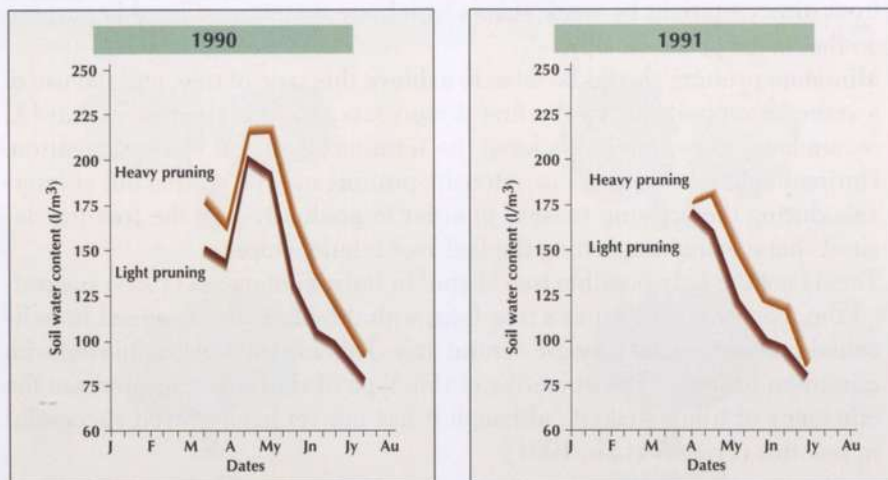 1990
Soil water content (l/m³)
250
225
200
175
150
125
100
75
60
Heavy pruning
Light pruning
J F M A My Jn Jy Au
Dates
1991
Soil water content (l/m³)
250
225
200
175
150
125
100
75
60
Heavy pruning
Light pruning
J F M A My Jn Jy Au
Dates